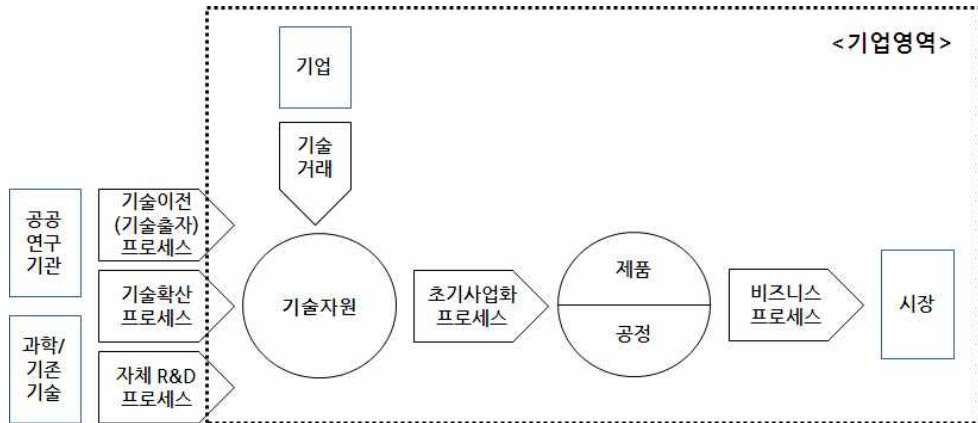 <기업영역>
기업
기술
거래
공공
연구
기관
기술이전
(기술출자)
프로세스
기술확산
프로세스
과학/
기존
기술
자체 R&D
프로세스
기술자원
초기사업화
프로세스
제품
공정
비즈니스
프로세스
시장